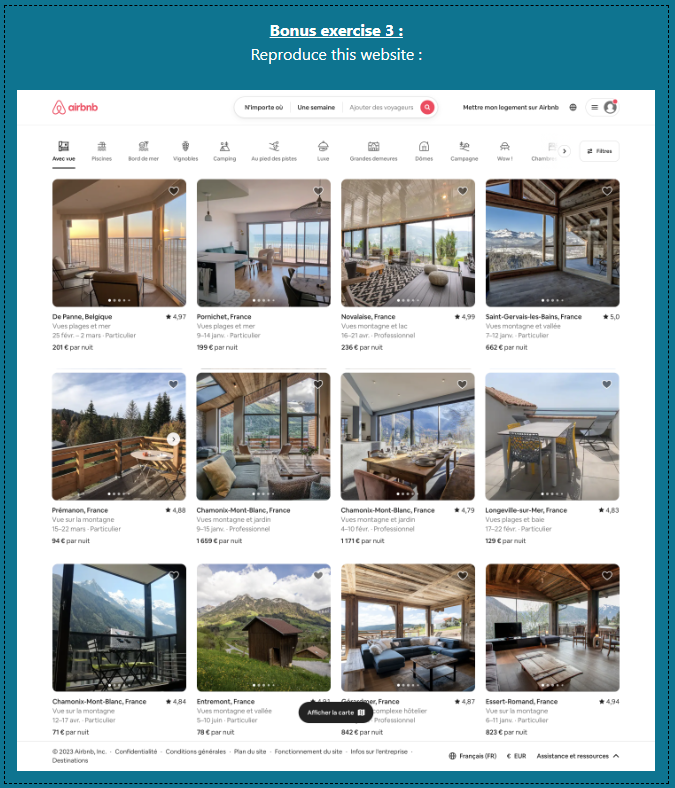 Bonus exercise 3 :
Reproduce this website :
airbnb
N'importe où
Une semaine
Ajouter des voyageurs
Mettre mon logement sur Airbnb
Avec vue
Piscines
Bord de mer
Vignobles
Camping
Au pied des pistes
Luxe
Grandes demeures
Dômes
Campagne
Wow !
Chambres
Filtres
De Panne, Belgique ★ 4,97
Vues plages et mer
25 févr. – 2 mars · Particulier
201 € par nuit
Pornichet, France
Vues plages et mer
9–14 janv. · Particulier
199 € par nuit
Novalaise, France ★ 4,99
Vues montagne et lac
16–21 avr. · Professionnel
236 € par nuit
Saint-Gervais-les-Bains, France ★ 5,0
Vues montagne et vallée
7–12 janv. · Particulier
662 € par nuit
Prémanon, France ★ 4,88
Vue sur la montagne
15–22 mars · Particulier
94 € par nuit
Chamonix-Mont-Blanc, France
Vues montagne et jardin
9–15 janv. · Professionnel
1 659 € par nuit
Chamonix-Mont-Blanc, France ★ 4,79
Vues montagne et jardin
4–10 févr. · Professionnel
1 171 € par nuit
Longeville-sur-Mer, France ★ 4,83
Vues plages et baie
17–22 févr. · Particulier
129 € par nuit
Chamonix-Mont-Blanc, France ★ 4,84
Vue sur la montagne
12–17 avr. · Particulier
71 € par nuit
Entremont, France
Vues montagne et vallée
5–10 juin · Particulier
78 € par nuit
Gérardmer, France ★ 4,87
complexe hôtelier
Professionnel
842 € par nuit
Essert-Romand, France ★ 4,94
Vue sur la montagne
6–11 janv. · Particulier
823 € par nuit
Afficher la carte
© 2023 Airbnb, Inc. · Confidentialité · Conditions générales · Plan du site · Fonctionnement du site · Infos sur l'entreprise ·
Destinations
Français (FR)
€ EUR
Assistance et ressources